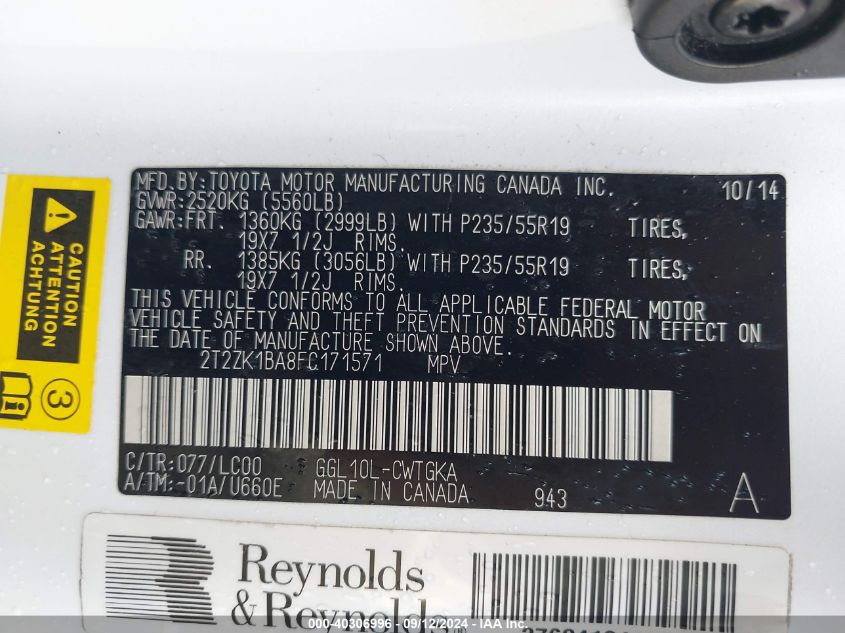 MFD.BY:TOYOTA MOTOR MANUFACTURING CANADA INC. 10/14
GVWR:2520KG (5560LB)
GAWR:FRT. 1360KG (2999LB) WITH P235/55R19 TIRES,
19X7 1/2J RIMS.
RR. 1385KG (3056LB) WITH P235/55R19 TIRES,
19X7 1/2J RIMS.
THIS VEHICLE CONFORMS TO ALL APPLICABLE FEDERAL MOTOR
VEHICLE SAFETY AND THEFT PREVENTION STANDARDS IN EFFECT ON
THE DATE OF MANUFACTURE SHOWN ABOVE.
2T2ZK1BA8FC171571 MPV
C/TR:077/LC00 GGL10L-CWTGKA
A/TM:-01A/U660E MADE IN CANADA 943 A
CAUTION
ATTENTION
ACHTUNG
3
Reynolds
& Reynolds
000-40306996 - 09/12/2024 - IAA Inc.